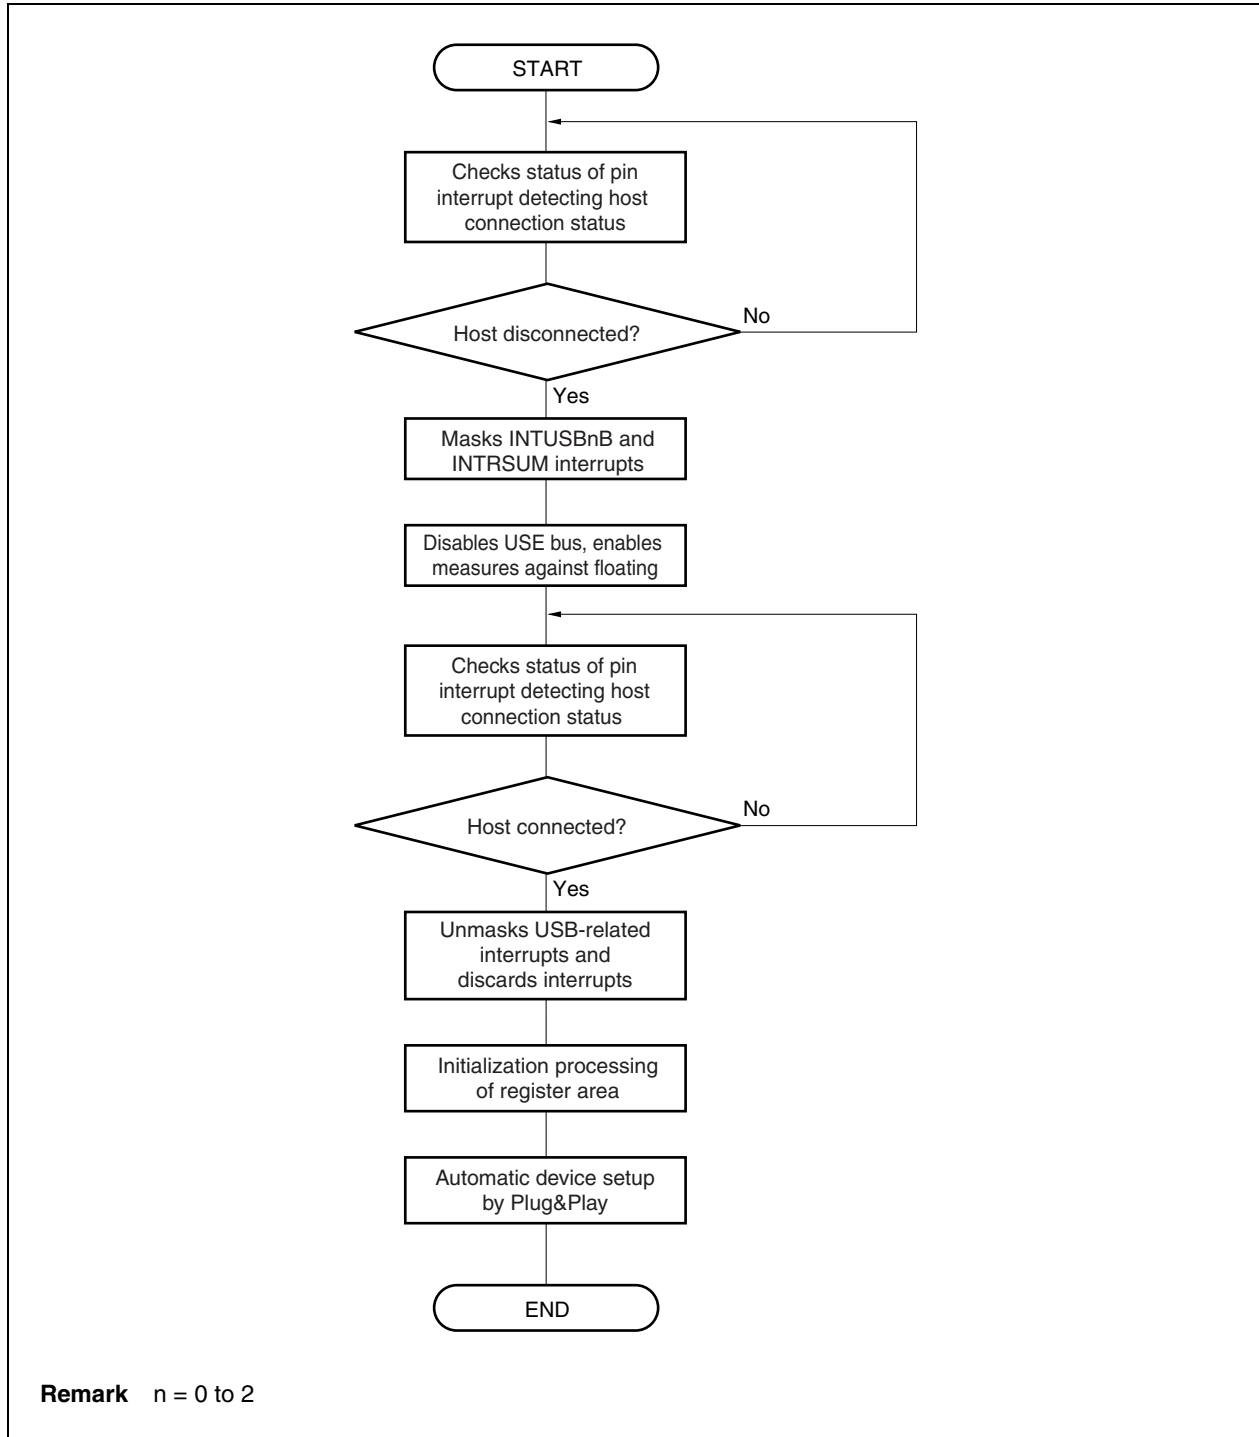 START
Checks status of pin
interrupt detecting host
connection status
Host disconnected?
No
Yes
Masks INTUSBnB and
INTRSUM interrupts
Disables USE bus, enables
measures against floating
Checks status of pin
interrupt detecting host
connection status
Host connected?
No
Yes
Unmasks USB-related
interrupts and
discards interrupts
Initialization processing
of register area
Automatic device setup
by Plug&Play
END
Remark n = 0 to 2